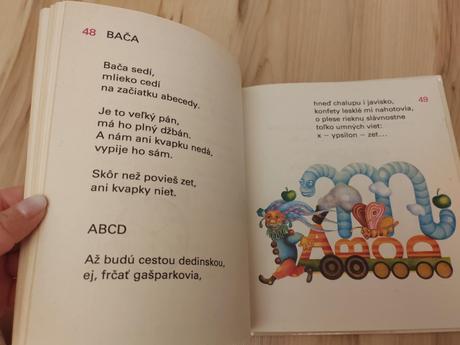 48 BAČA
Bača sedí,
mlieko cedí
na začiatku abecedy.
Je to veľký pán,
má ho plný džbán.
A nám ani kvapku nedá,
vypije ho sám.
Skôr než povieš zet,
ani kvapky niet.
ABCD
Až budú cestou dedinskou,
ej, frčať gašparkovia,
49
hneď chalupu i javisko,
konfety lesklé mi nahotovia,
o plese rieknu slávnostne
toľko umných viet:
x – ypsilon – zet...